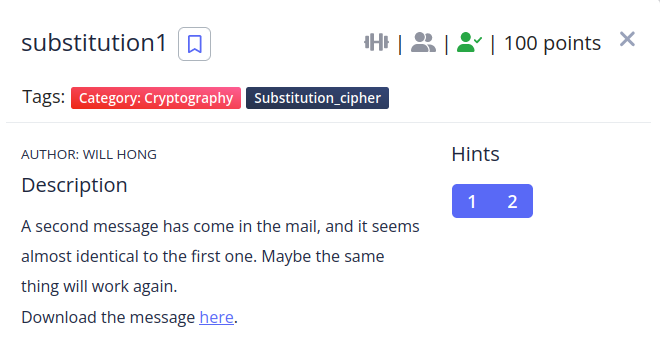 substitution1
| | | 100 points
Tags: Category: Cryptography Substitution_cipher
AUTHOR: WILL HONG
Description
A second message has come in the mail, and it seems
almost identical to the first one. Maybe the same
thing will work again.
Download the message here.
Hints
1 2